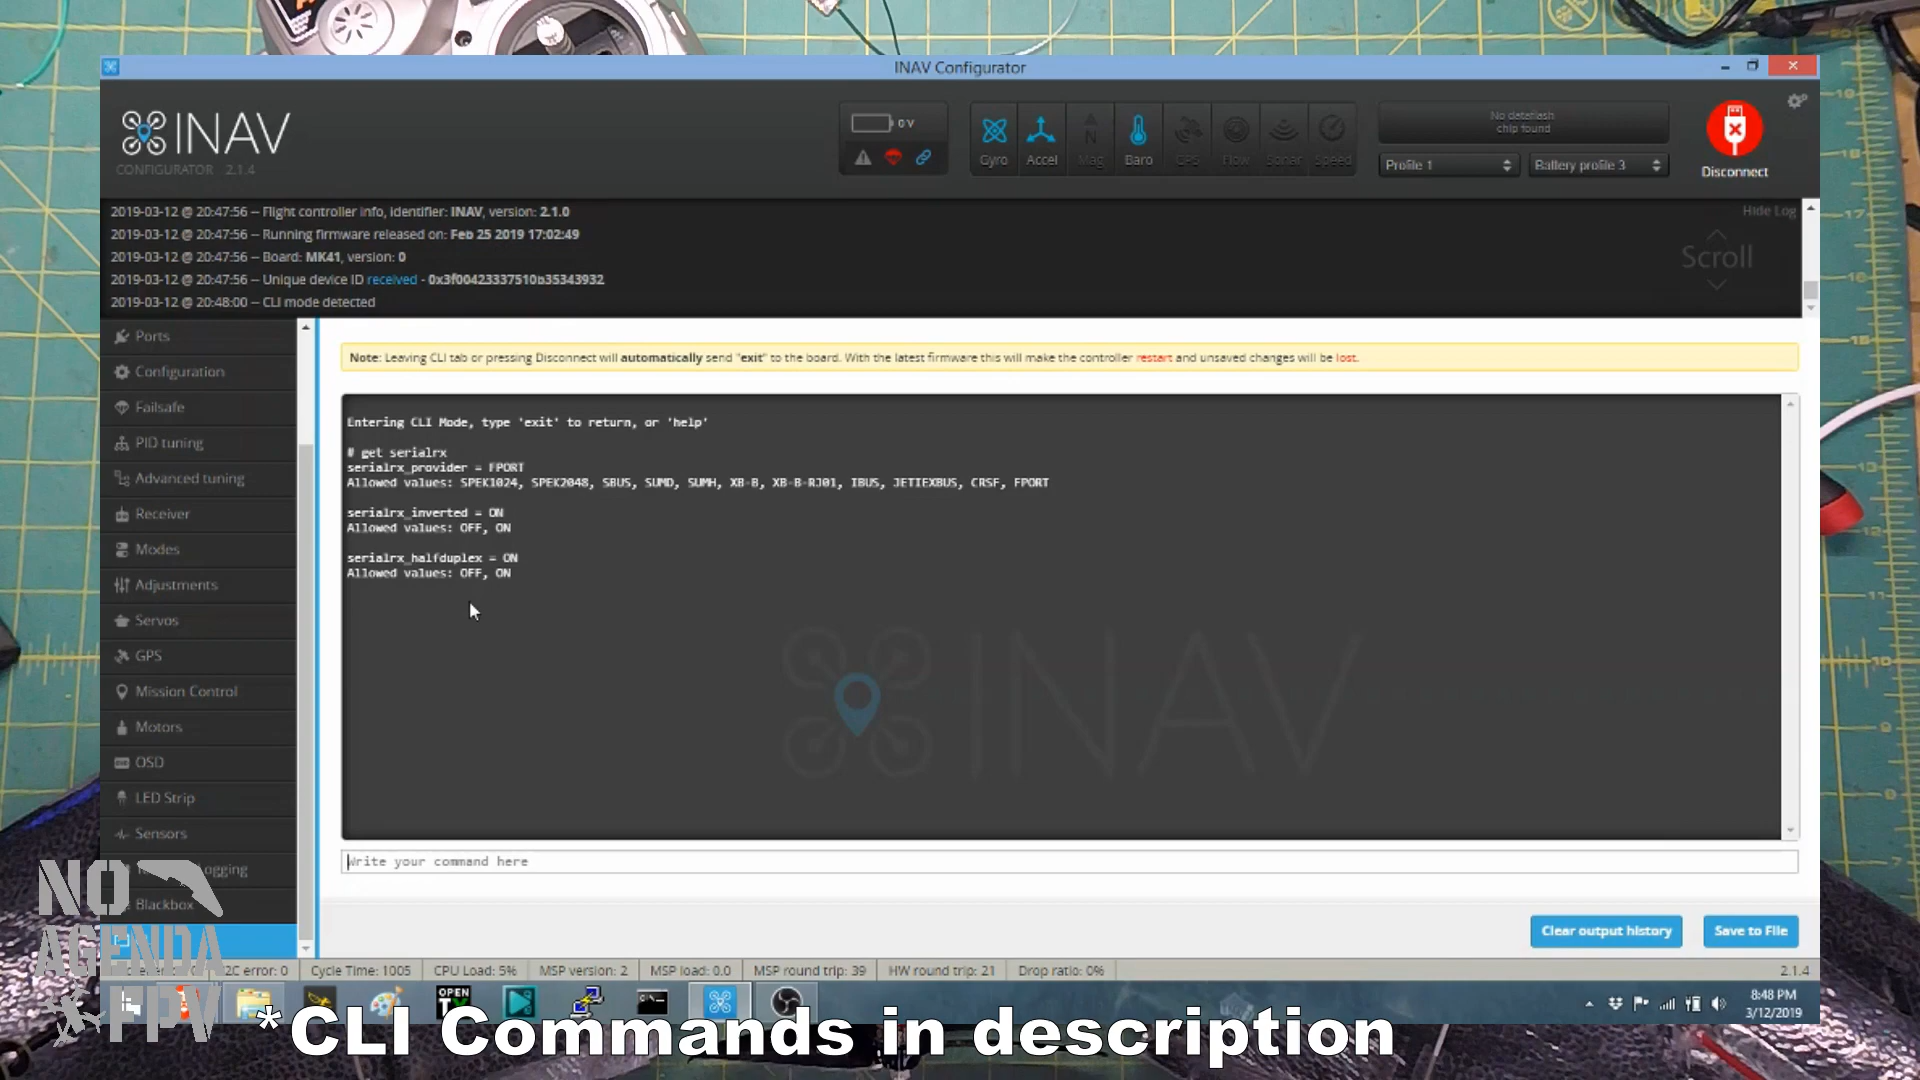 INAV Configurator
INAV
CONFIGURATOR 2.1.4
0 V
Gyro
Accel
Mag
Baro
GPS
Flow
Sonar
Speed
No dataflash
chip found
Profile 1
Battery profile 3
Disconnect
2019-03-12 @ 20:47:56 -- Flight controller info, identifier: INAV, version: 2.1.0
2019-03-12 @ 20:47:56 -- Running firmware released on: Feb 25 2019 17:02:49
2019-03-12 @ 20:47:56 -- Board: MK41, version: 0
2019-03-12 @ 20:47:56 -- Unique device ID received - 0x3f00423337510b35343932
2019-03-12 @ 20:48:00 -- CLI mode detected
Hide Log
Scroll
Ports
Configuration
Failsafe
PID tuning
Advanced tuning
Receiver
Modes
Adjustments
Servos
GPS
Mission Control
Motors
OSD
LED Strip
Sensors
Blackbox
Note: Leaving CLI tab or pressing Disconnect will automatically send "exit" to the board. With the latest firmware this will make the controller restart and unsaved changes will be lost.
Entering CLI Mode, type 'exit' to return, or 'help'
# get serialrx
serialrx_provider = FPORT
Allowed values: SPEK1024, SPEK2048, SBUS, SUMD, SUMH, XB-B, XB-B-RJ01, IBUS, JETIEXBUS, CRSF, FPORT
serialrx_inverted = ON
Allowed values: OFF, ON
serialrx_halfduplex = ON
Allowed values: OFF, ON
INAV
Write your command here
Clear output history
Save to File
error: 0
Cycle Time: 1005
CPU Load: 5%
MSP version: 2
MSP load: 0.0
MSP round trip: 39
HW round trip: 21
Drop ratio: 0%
2.1.4
NO
AGENDA
FPV
OPEN
8:48 PM
3/12/2019
*CLI Commands in description